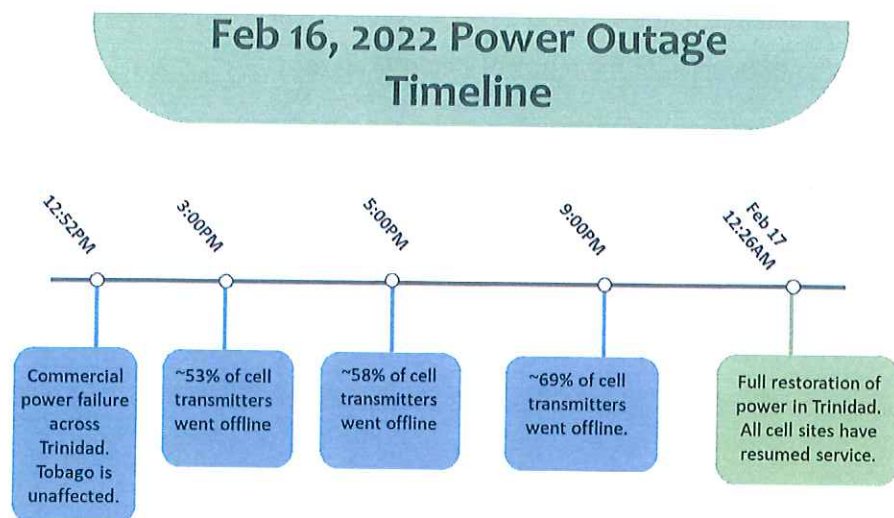 Feb 16, 2022 Power Outage
Timeline
12:52PM
3:00PM
5:00PM
9:00PM
Feb 17
12:26AM
Commercial
power failure
across
Trinidad.
Tobago is
unaffected.
~53% of cell
transmitters
went offline
~58% of cell
transmitters
went offline
~69% of cell
transmitters
went offline.
Full restoration of
power in Trinidad.
All cell sites have
resumed service.